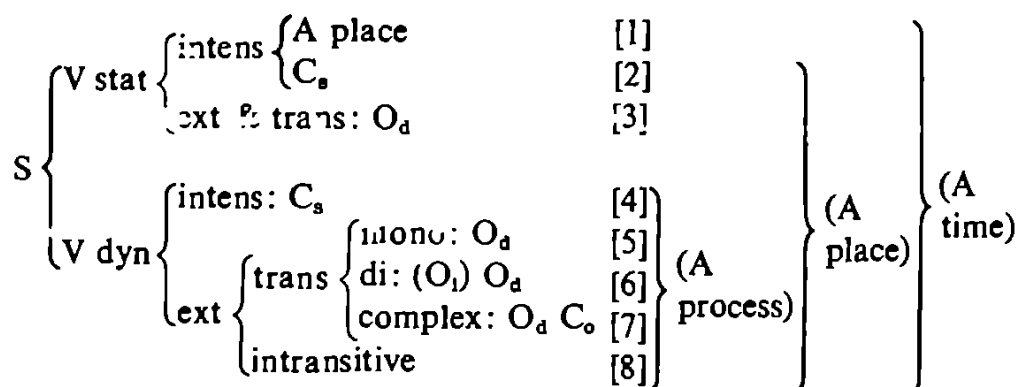 intens { A place [1]
V stat { C_s [2]
ext & trans: O_d [3]
S {
intens: C_s [4]
V dyn { mono: O_d [5]
trans { di: (O_i) O_d [6]
ext { complex: O_d C_o [7]
intransitive [8]
(A process)
(A place)
(A time)